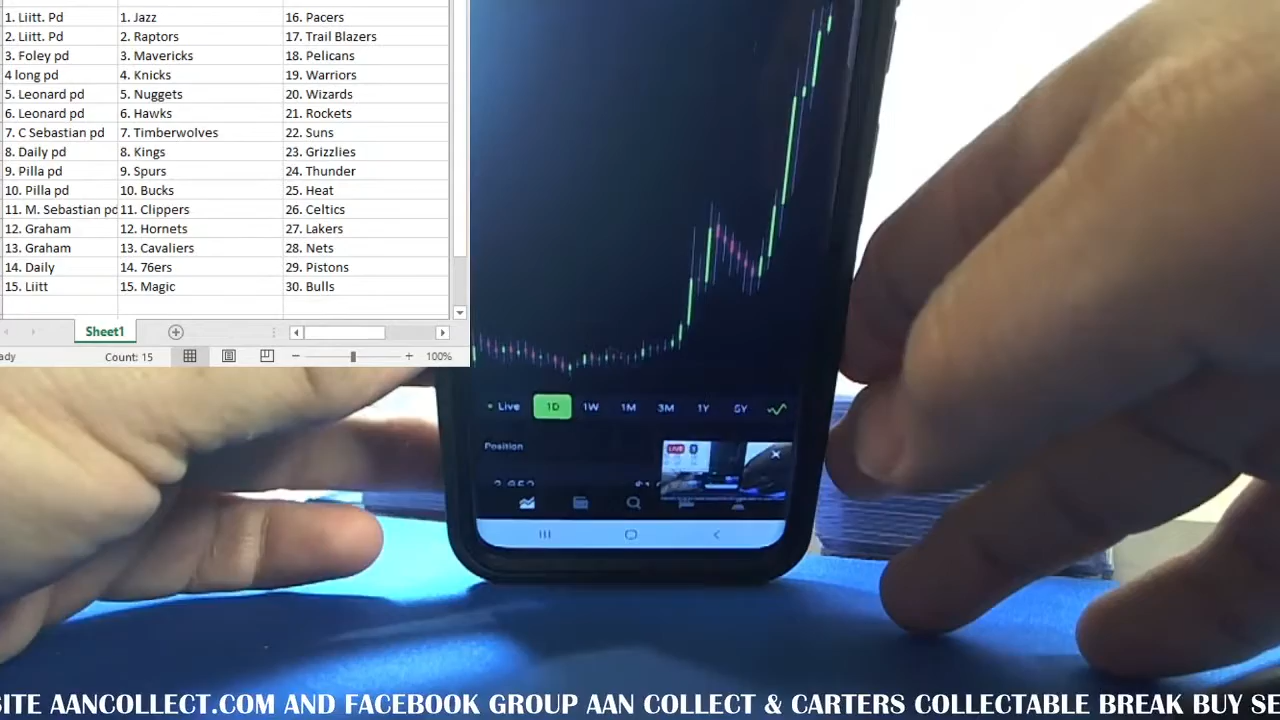 1. Liitt. Pd 1. Jazz 16. Pacers
2. Liitt. Pd 2. Raptors 17. Trail Blazers
3. Foley pd 3. Mavericks 18. Pelicans
4 long pd 4. Knicks 19. Warriors
5. Leonard pd 5. Nuggets 20. Wizards
6. Leonard pd 6. Hawks 21. Rockets
7. C Sebastian pd 7. Timberwolves 22. Suns
8. Daily pd 8. Kings 23. Grizzlies
9. Pilla pd 9. Spurs 24. Thunder
10. Pilla pd 10. Bucks 25. Heat
11. M. Sebastian pd 11. Clippers 26. Celtics
12. Graham 12. Hornets 27. Lakers
13. Graham 13. Cavaliers 28. Nets
14. Daily 14. 76ers 29. Pistons
15. Liitt 15. Magic 30. Bulls
Sheet1
ady Count: 15 100%
Live 1D 1W 1M 3M 1Y 5Y
Position
LIVE
SITE AANCOLLECT.COM AND FACEBOOK GROUP AAN COLLECT & CARTERS COLLECTABLE BREAK BUY SE